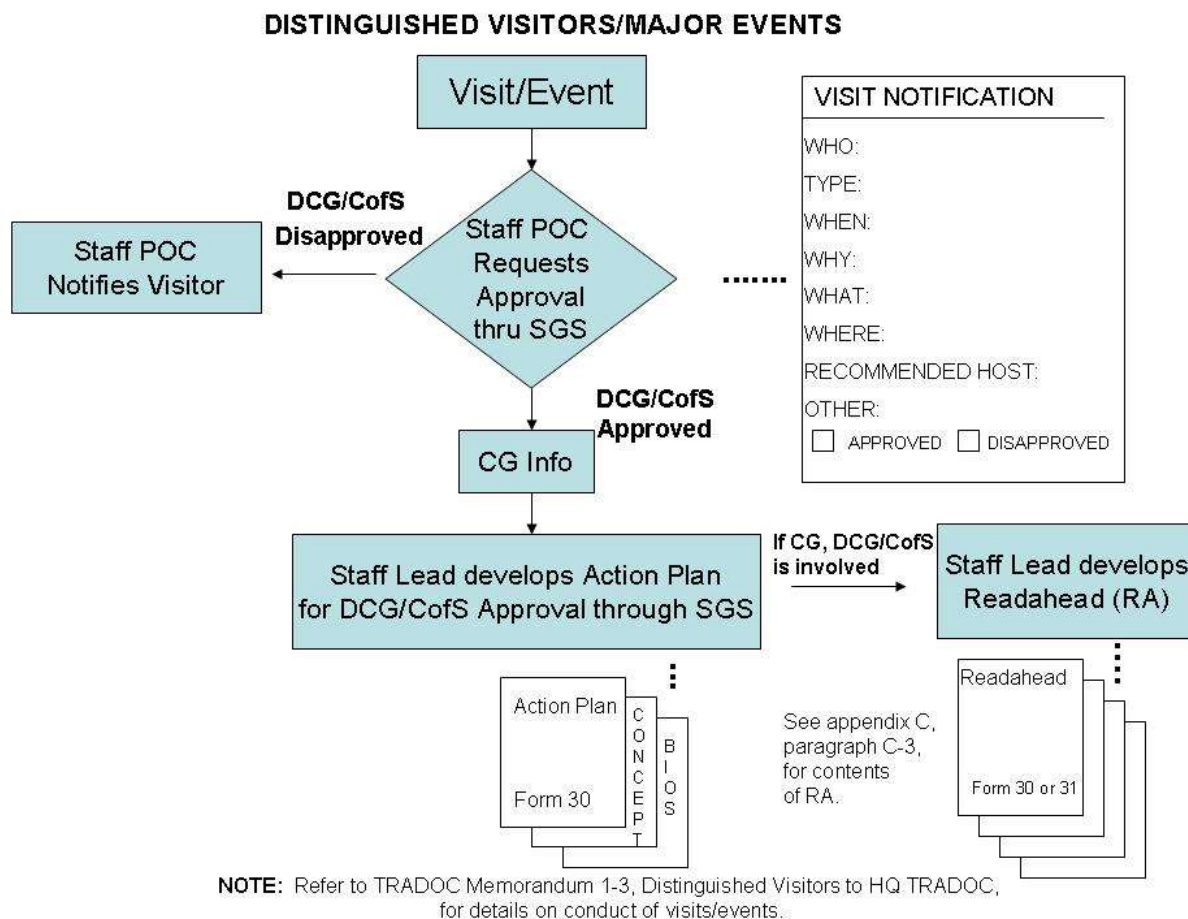 DISTINGUISHED VISITORS/MAJOR EVENTS
Visit/Event
DCG/CofS
Disapproved
Staff POC
Notifies Visitor
Staff POC
Requests
Approval
thru SGS
VISIT NOTIFICATION
WHO:
TYPE:
WHEN:
WHY:
WHAT:
WHERE:
RECOMMENDED HOST:
OTHER:
APPROVED DISAPPROVED
DCG/CofS
Approved
CG Info
Staff Lead develops Action Plan
for DCG/CofS Approval through SGS
If CG, DCG/CofS
is involved
Staff Lead develops
Readahead (RA)
Action Plan
Form 30
CONCEPT
BIOS
See appendix C,
paragraph C-3,
for contents
of RA.
Readahead
Form 30 or 31
NOTE: Refer to TRADOC Memorandum 1-3, Distinguished Visitors to HQ TRADOC,
for details on conduct of visits/events.